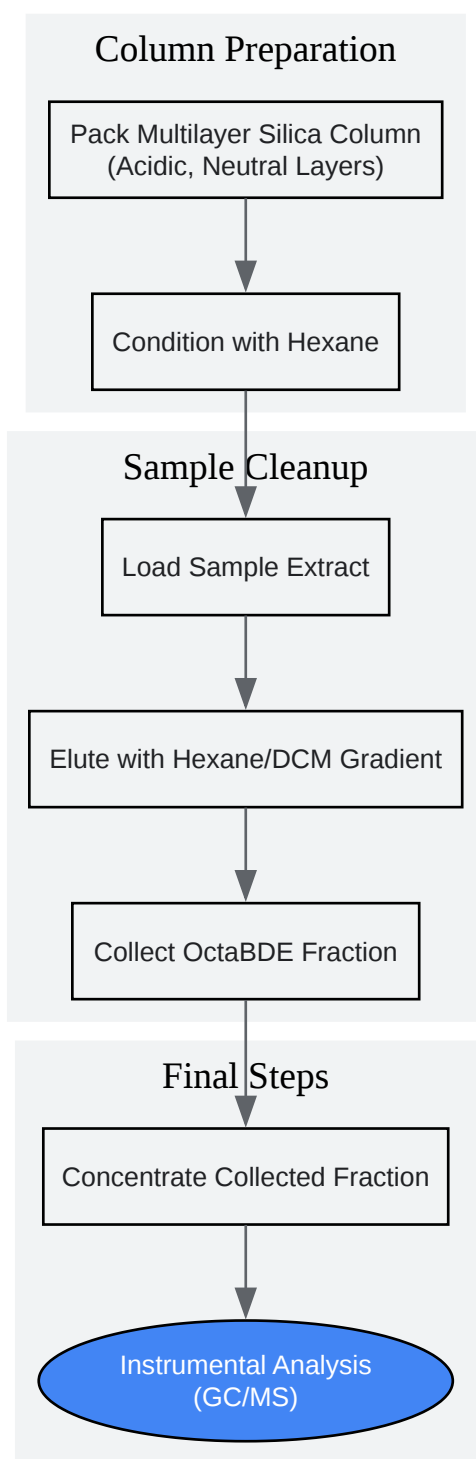 Column Preparation
Pack Multilayer Silica Column
(Acidic, Neutral Layers)
Condition with Hexane
Sample Cleanup
Load Sample Extract
Elute with Hexane/DCM Gradient
Collect OctaBDE Fraction
Final Steps
Concentrate Collected Fraction
Instrumental Analysis
(GC/MS)